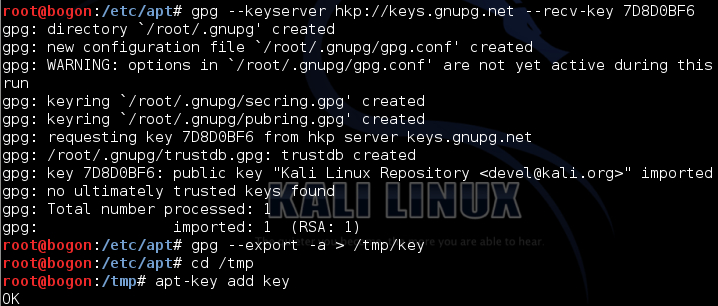 root@bogon:/etc/apt# gpg --keyserver hkp://keys.gnupg.net --recv-key 7D8D0BF6
gpg: directory `/root/.gnupg' created
gpg: new configuration file `/root/.gnupg/gpg.conf' created
gpg: WARNING: options in `/root/.gnupg/gpg.conf' are not yet active during this
run
gpg: keyring `/root/.gnupg/secring.gpg' created
gpg: keyring `/root/.gnupg/pubring.gpg' created
gpg: requesting key 7D8D0BF6 from hkp server keys.gnupg.net
gpg: /root/.gnupg/trustdb.gpg: trustdb created
gpg: key 7D8D0BF6: public key "Kali Linux Repository <devel@kali.org>" imported
gpg: no ultimately trusted keys found
gpg: Total number processed: 1
KALI LINUX
gpg:               imported: 1  (RSA: 1)
root@bogon:/etc/apt# gpg --export -a > /tmp/key
you are able to hear
root@bogon:/etc/apt# cd /tmp
root@bogon:/tmp# apt-key add key
OK